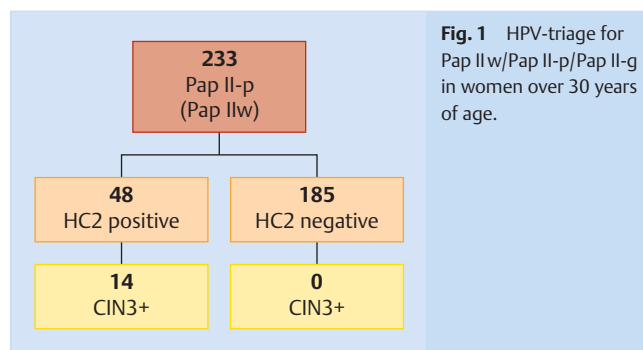 233
Pap II-p
(Pap IIw)
48
HC2 positive
185
HC2 negative
14
CIN3+
0
CIN3+
Fig. 1 HPV-triage for
Pap IIw/Pap II-p/Pap II-g
in women over 30 years
of age.